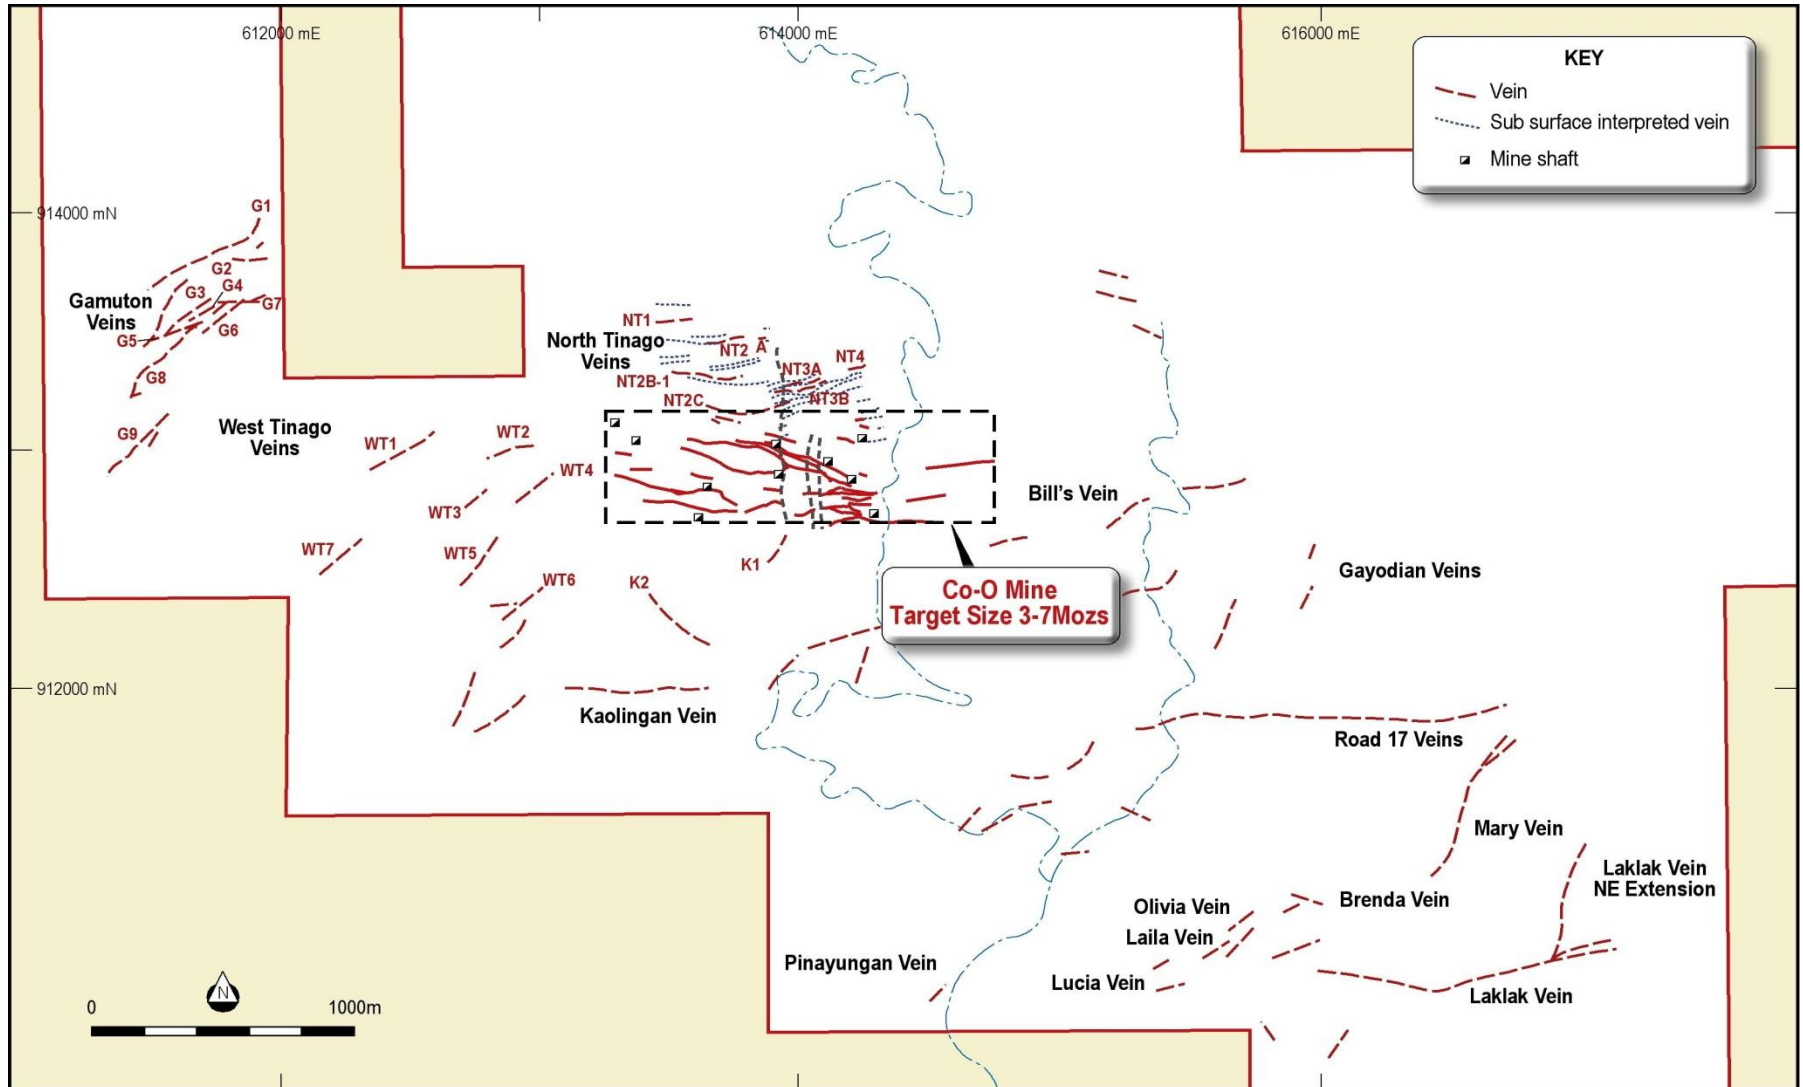 612000 mE
614000 mE
616000 mE
KEY
Vein
Sub surface interpreted vein
Mine shaft
914000 mN
G1
G2
G3
G4
G7
Gamuton
Veins
G5
G6
G8
G9
NT1
North Tinago
Veins
NT2 A
NT4
NT3A
NT2B-1
NT2C
NT3B
West Tinago
Veins
WT1
WT2
WT4
WT3
WT7
WT5
WT6
K2
K1
Bill's Vein
Gayodian Veins
Co-O Mine
Target Size 3-7Mozs
912000 mN
Kaolingan Vein
Road 17 Veins
Mary Vein
Laklak Vein
NE Extension
Olivia Vein
Brenda Vein
Laila Vein
Pinayungan Vein
Lucia Vein
Laklak Vein
N
0 1000m